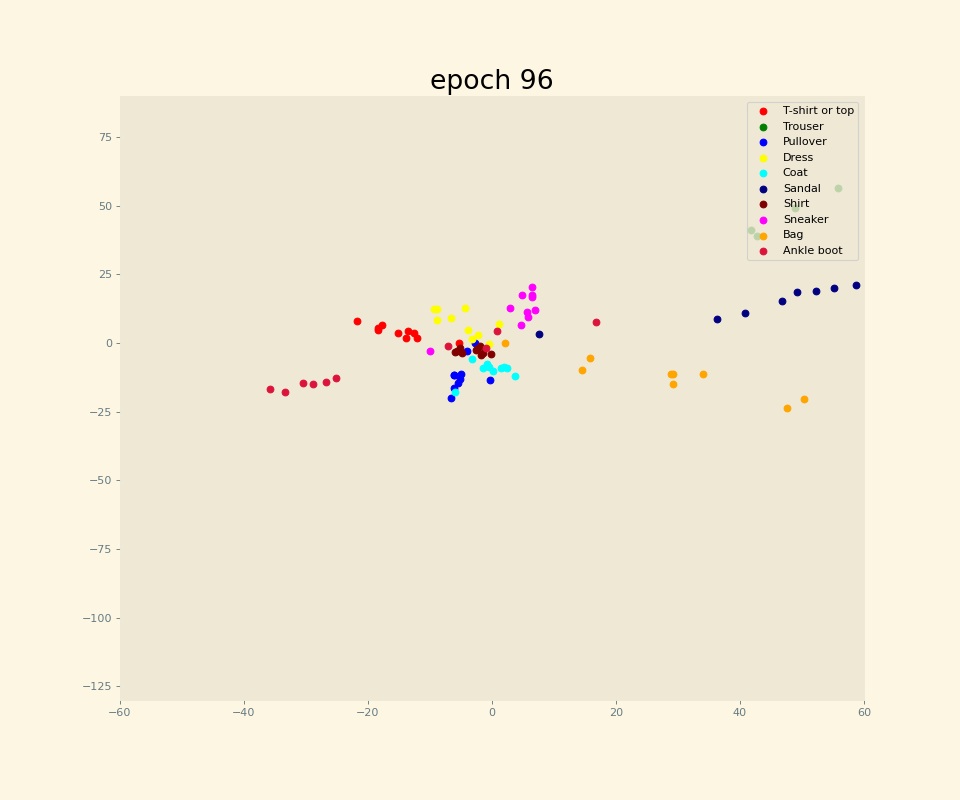 epoch 96
T-shirt or top
Trouser
Pullover
Dress
Coat
Sandal
Shirt
Sneaker
Bag
Ankle boot
75
50
25
0
−25
−50
−75
−100
−125
−60 −40 −20 0 20 40 60